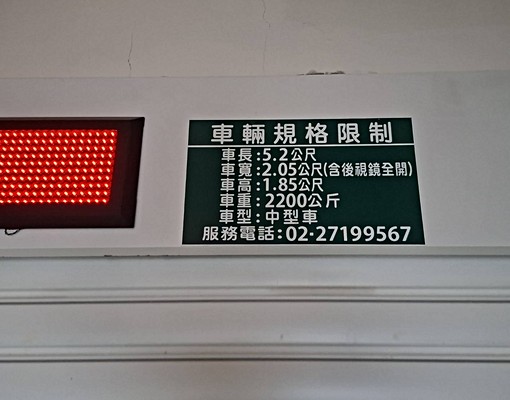 車輛規格限制
車長:5.2公尺
車寬:2.05公尺(含後視鏡全開)
車高:1.85公尺
車重:2200公斤
車型:中型車
服務電話:02-27199567